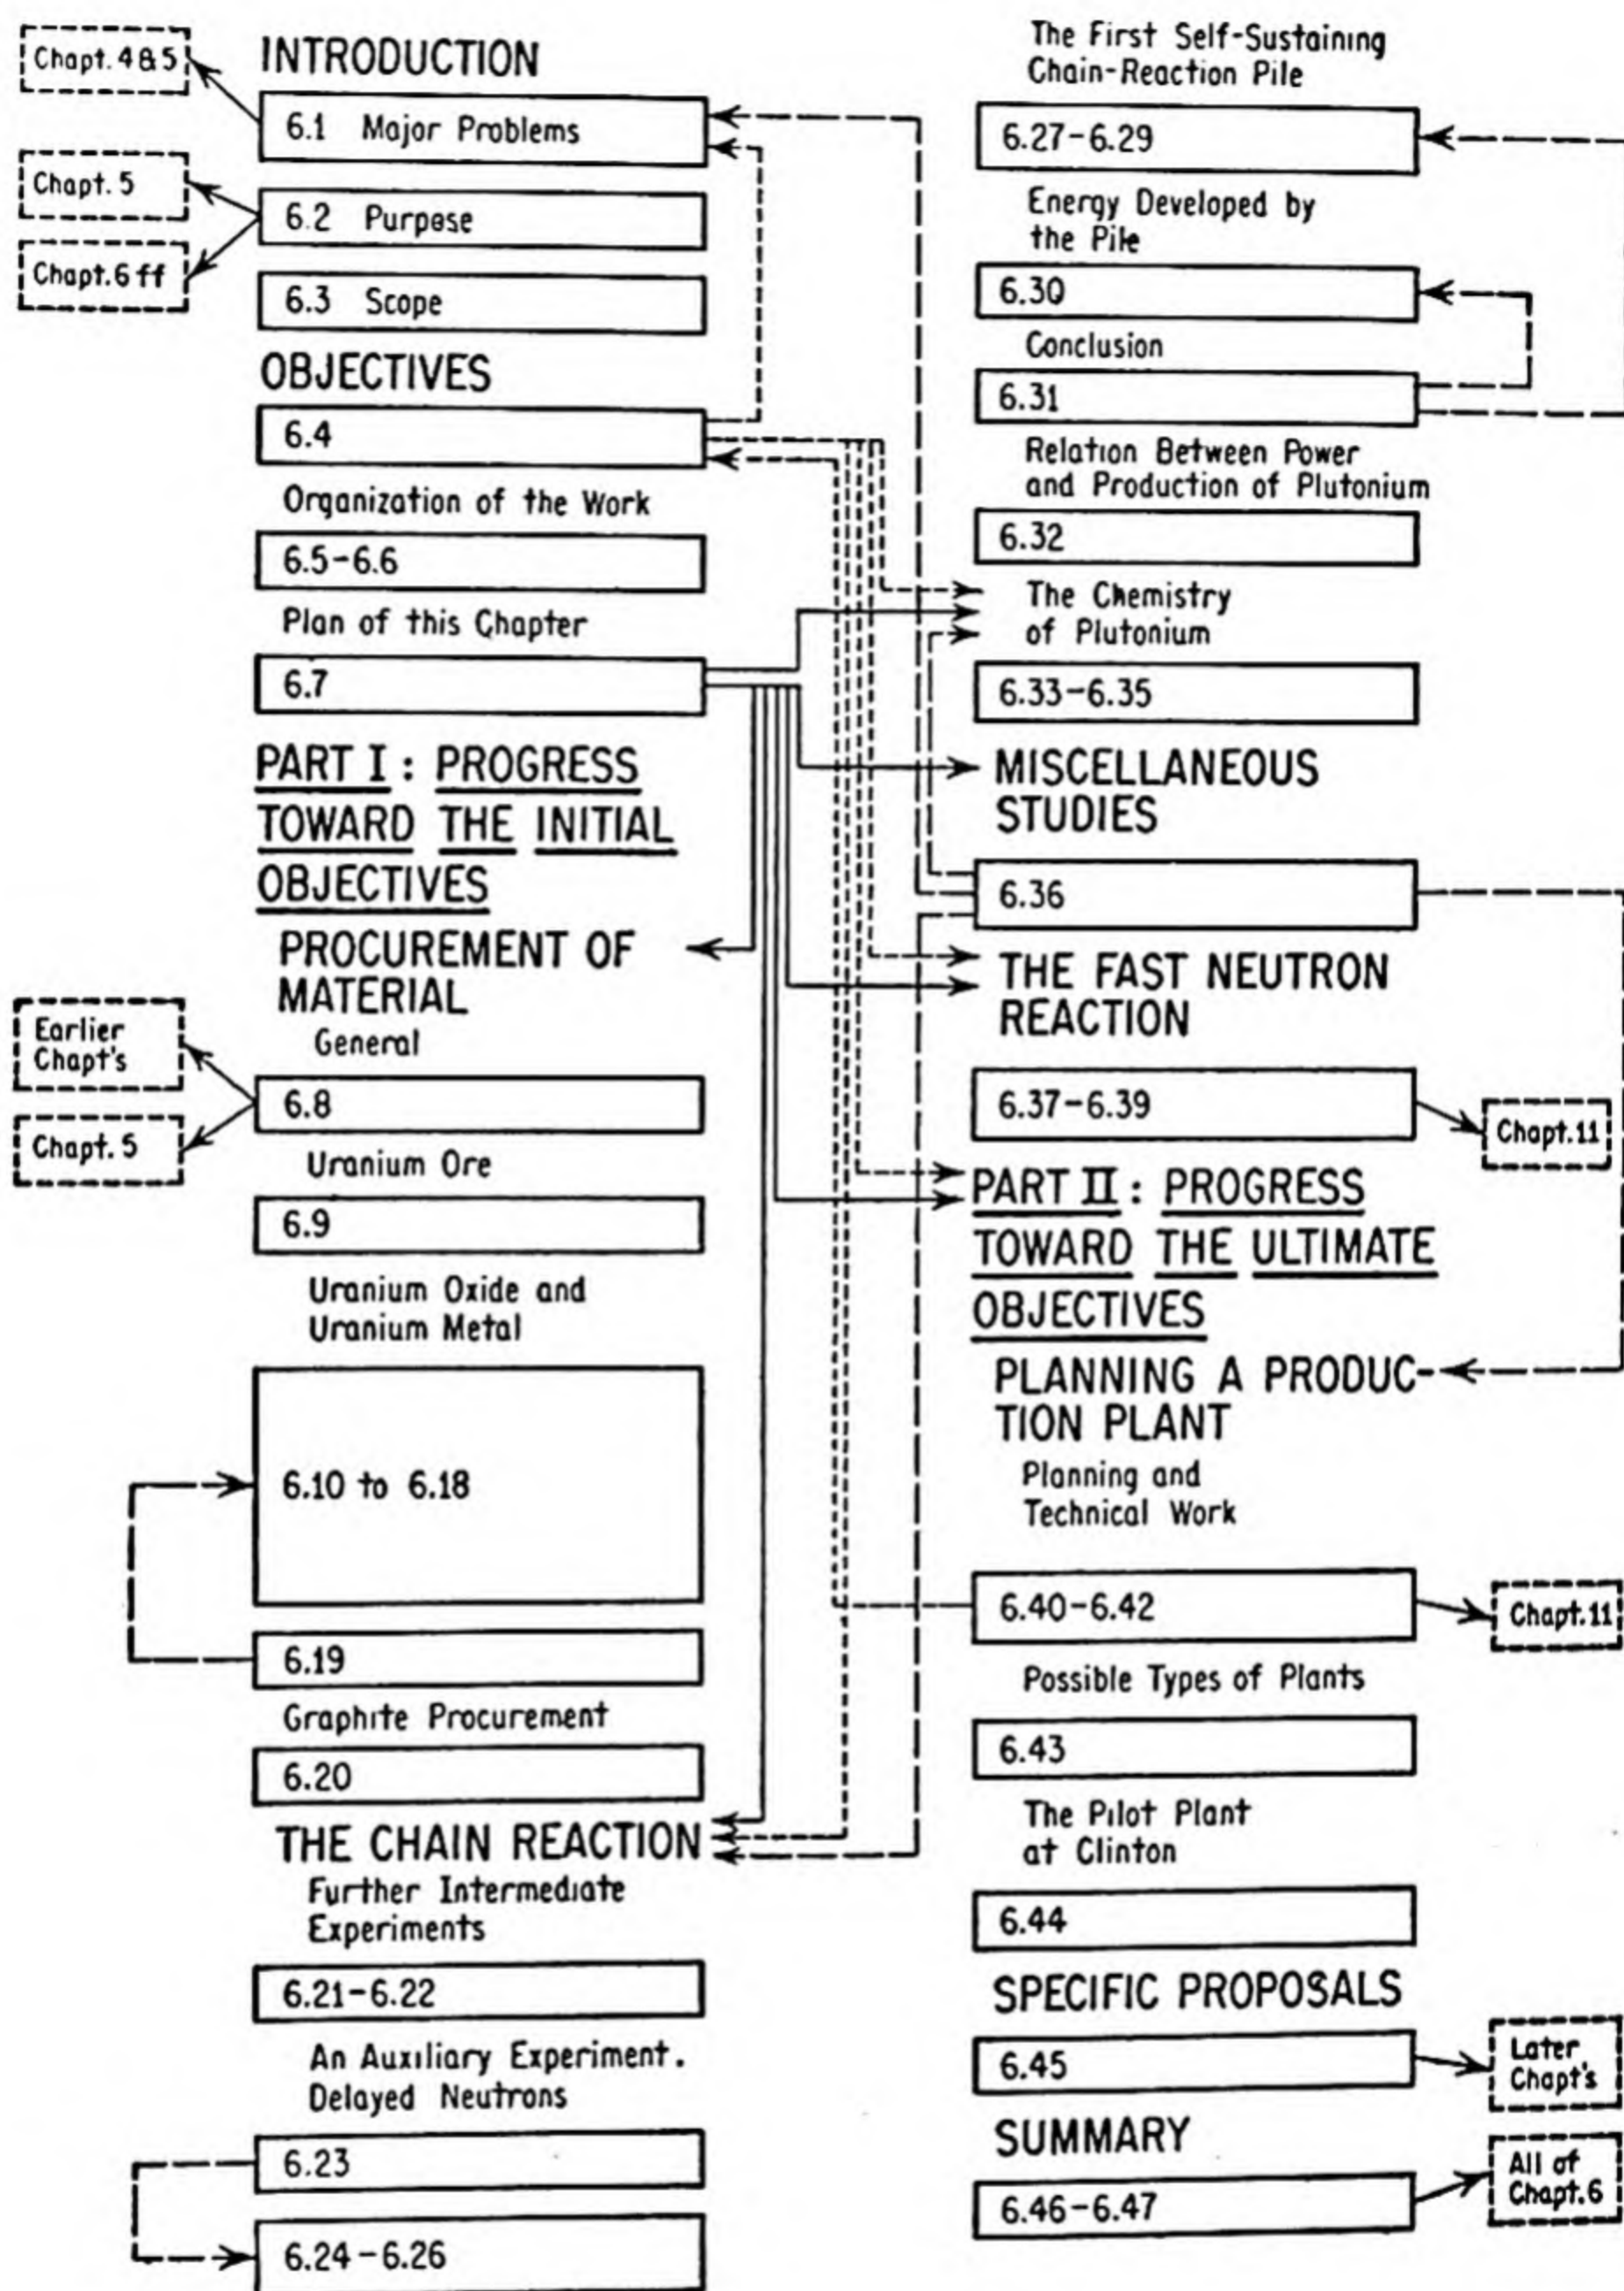 Chapt. 4 & 5
INTRODUCTION
6.1 Major Problems
Chapt. 5
6.2 Purpose
Chapt. 6 ff
6.3 Scope
OBJECTIVES
6.4
Organization of the Work
6.5-6.6
Plan of this Chapter
6.7
PART I : PROGRESS
TOWARD THE INITIAL
OBJECTIVES
PROCUREMENT OF
MATERIAL
General
Earlier
Chapt's
6.8
Chapt. 5
Uranium Ore
6.9
Uranium Oxide and
Uranium Metal
6.10 to 6.18
6.19
Graphite Procurement
6.20
THE CHAIN REACTION
Further Intermediate
Experiments
6.21-6.22
An Auxiliary Experiment.
Delayed Neutrons
6.23
6.24-6.26
The First Self-Sustaining
Chain-Reaction Pile
6.27-6.29
Energy Developed by
the Pile
6.30
Conclusion
6.31
Relation Between Power
and Production of Plutonium
6.32
The Chemistry
of Plutonium
6.33-6.35
MISCELLANEOUS
STUDIES
6.36
THE FAST NEUTRON
REACTION
6.37-6.39
Chapt. 11
PART II : PROGRESS
TOWARD THE ULTIMATE
OBJECTIVES
PLANNING A PRODUC-
TION PLANT
Planning and
Technical Work
6.40-6.42
Chapt. 11
Possible Types of Plants
6.43
The Pilot Plant
at Clinton
6.44
SPECIFIC PROPOSALS
6.45
Later
Chapt's
SUMMARY
6.46-6.47
All of
Chapt. 6